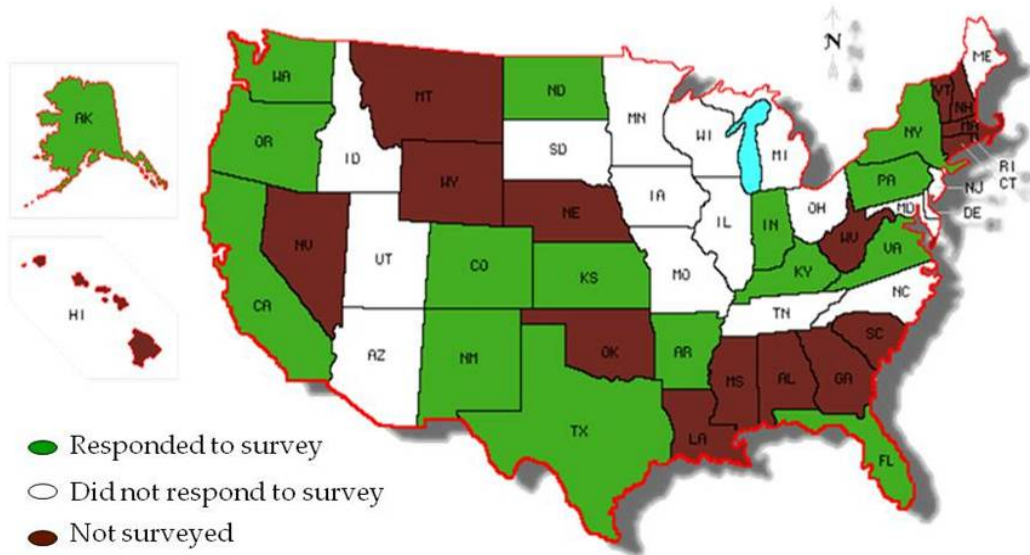 N
ME
WA
MT
ND
MN
VT
NH
AK
OR
ID
SD
WI
MI
NY
MA
RI
CT
WY
IA
PA
NJ
NE
OH
MD
DE
NV
UT
IL
IN
WV
VA
CO
KS
MO
KY
CA
NC
TN
HI
AZ
NM
OK
AR
SC
MS
AL
GA
TX
LA
FL
Responded to survey
Did not respond to survey
Not surveyed